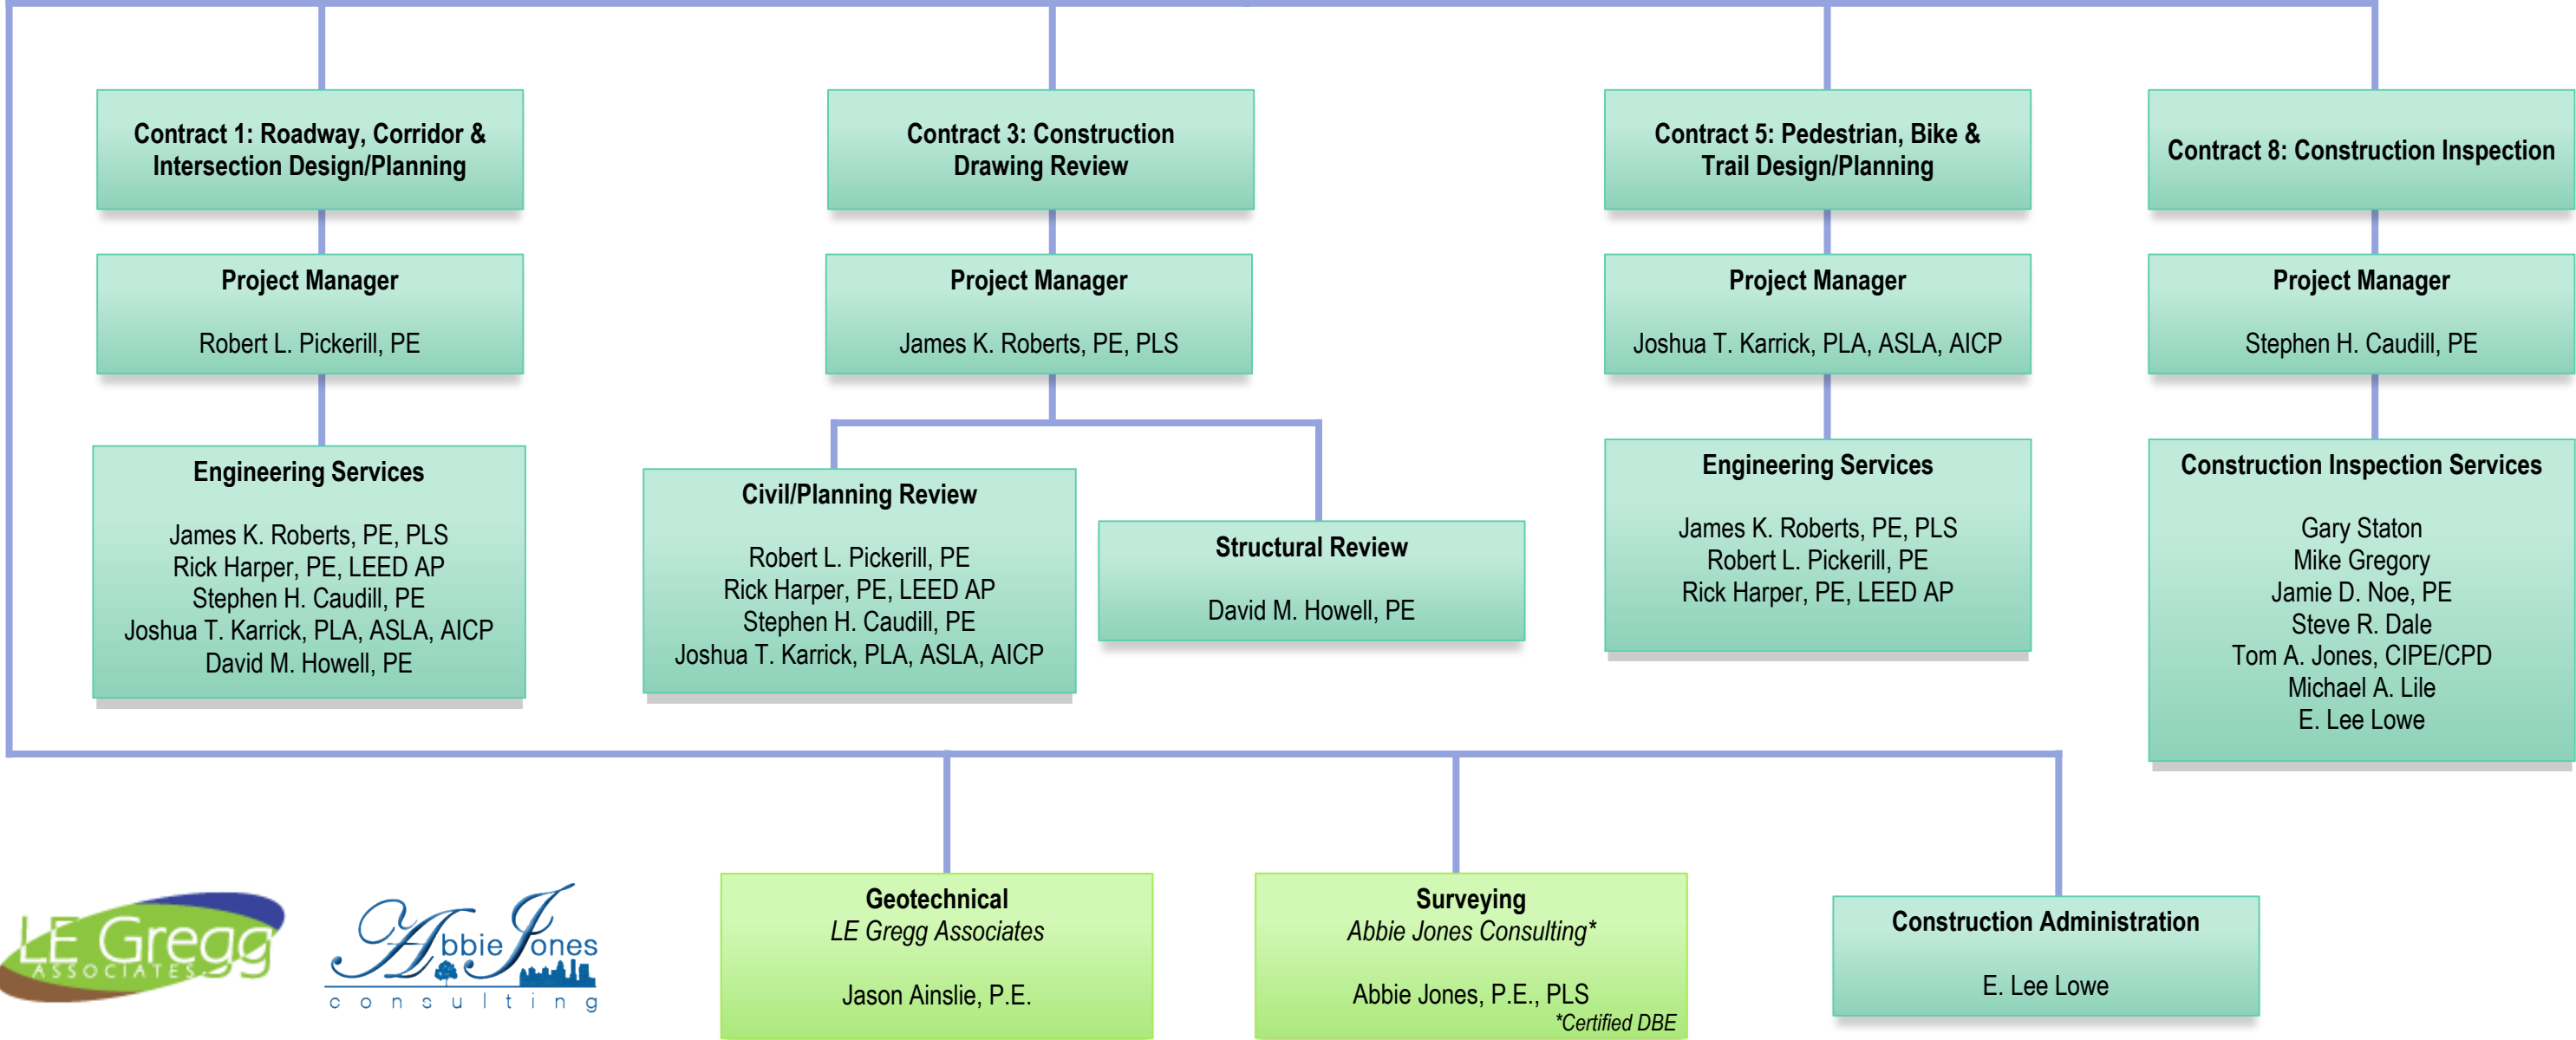 Contract 1: Roadway, Corridor &
Intersection Design/Planning
Project Manager
Robert L. Pickerill, PE
Engineering Services
James K. Roberts, PE, PLS
Rick Harper, PE, LEED AP
Stephen H. Caudill, PE
Joshua T. Karrick, PLA, ASLA, AICP
David M. Howell, PE
Contract 3: Construction
Drawing Review
Project Manager
James K. Roberts, PE, PLS
Civil/Planning Review
Robert L. Pickerill, PE
Rick Harper, PE, LEED AP
Stephen H. Caudill, PE
Joshua T. Karrick, PLA, ASLA, AICP
Structural Review
David M. Howell, PE
Contract 5: Pedestrian, Bike &
Trail Design/Planning
Project Manager
Joshua T. Karrick, PLA, ASLA, AICP
Engineering Services
James K. Roberts, PE, PLS
Robert L. Pickerill, PE
Rick Harper, PE, LEED AP
Contract 8: Construction Inspection
Project Manager
Stephen H. Caudill, PE
Construction Inspection Services
Gary Staton
Mike Gregory
Jamie D. Noe, PE
Steve R. Dale
Tom A. Jones, CIPE/CPD
Michael A. Lile
E. Lee Lowe
LE Gregg
ASSOCIATES
Abbie Jones
consulting
Geotechnical
LE Gregg Associates
Jason Ainslie, P.E.
Surveying
Abbie Jones Consulting*
Abbie Jones, P.E., PLS
*Certified DBE
Construction Administration
E. Lee Lowe